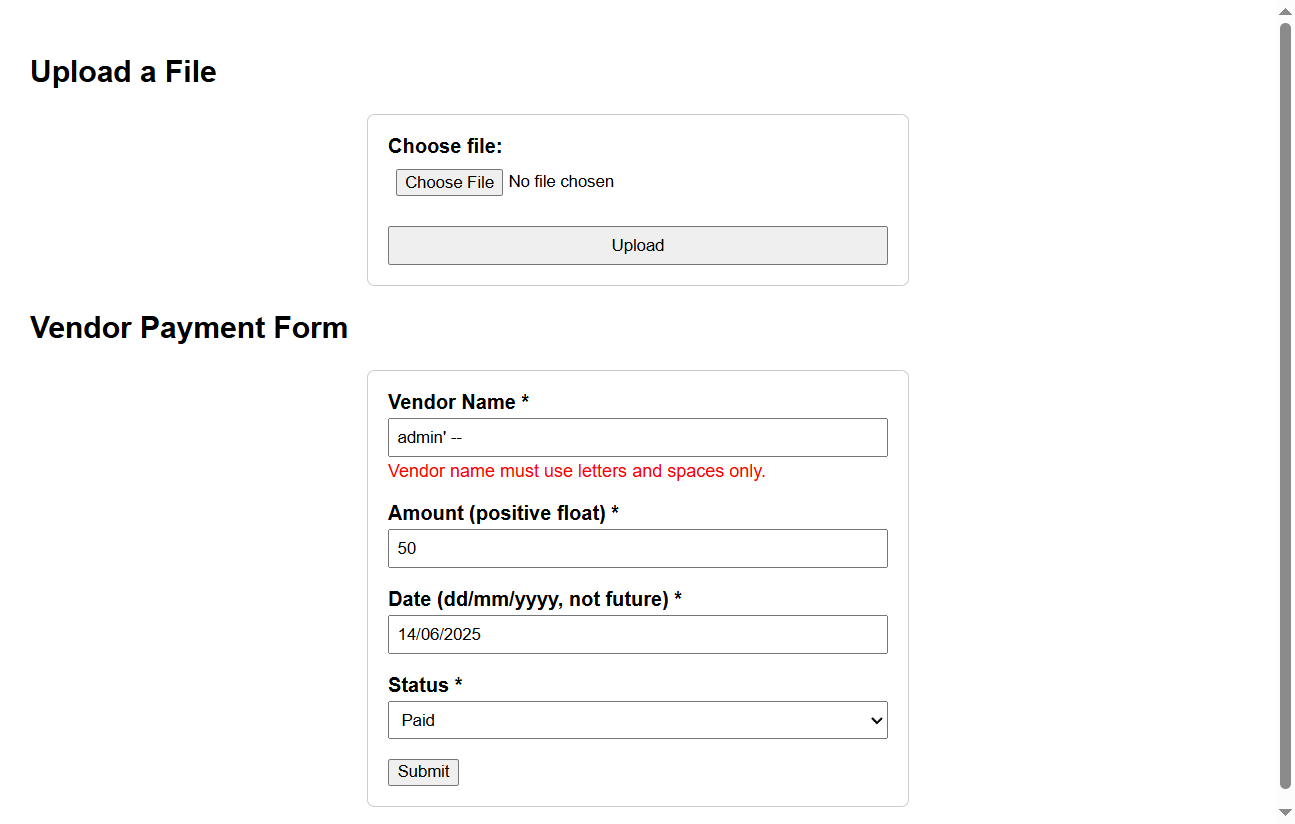 Upload a File
Choose file:
Choose File No file chosen
Upload
Vendor Payment Form
Vendor Name *
admin' --
Vendor name must use letters and spaces only.
Amount (positive float) *
50
Date (dd/mm/yyyy, not future) *
14/06/2025
Status *
Paid
Submit